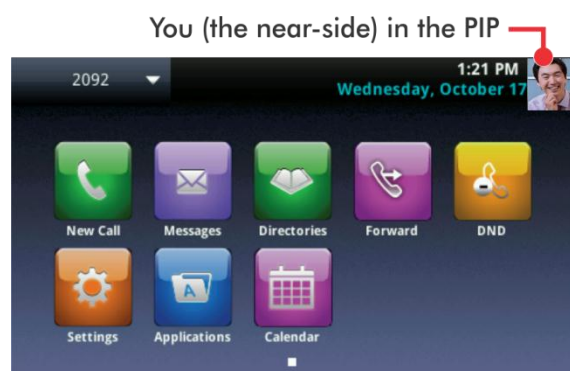 You (the near-side) in the PIP
2092
1:21 PM
Wednesday, October 17
New Call Messages Directories Forward DND
A
Settings Applications Calendar